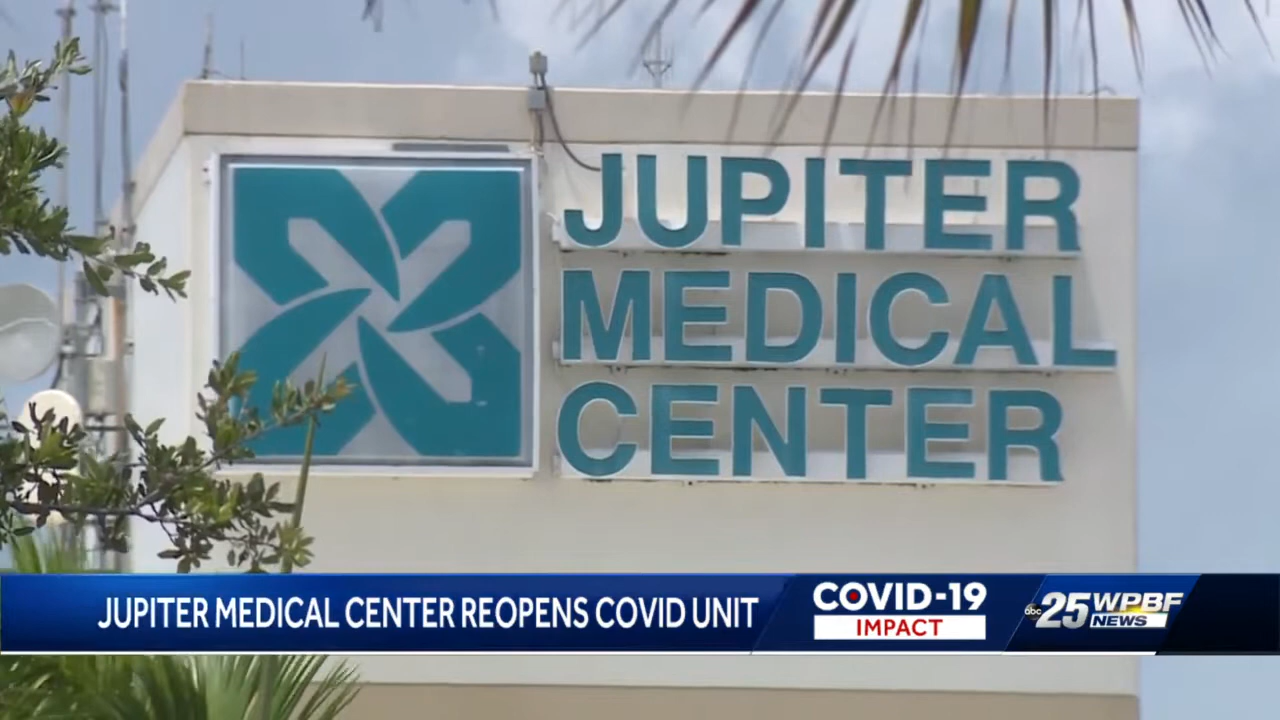 JUPITER
MEDICAL
CENTER
JUPITER MEDICAL CENTER REOPENS COVID UNIT
COVID-19
IMPACT
abc 25 WPBF
NEWS